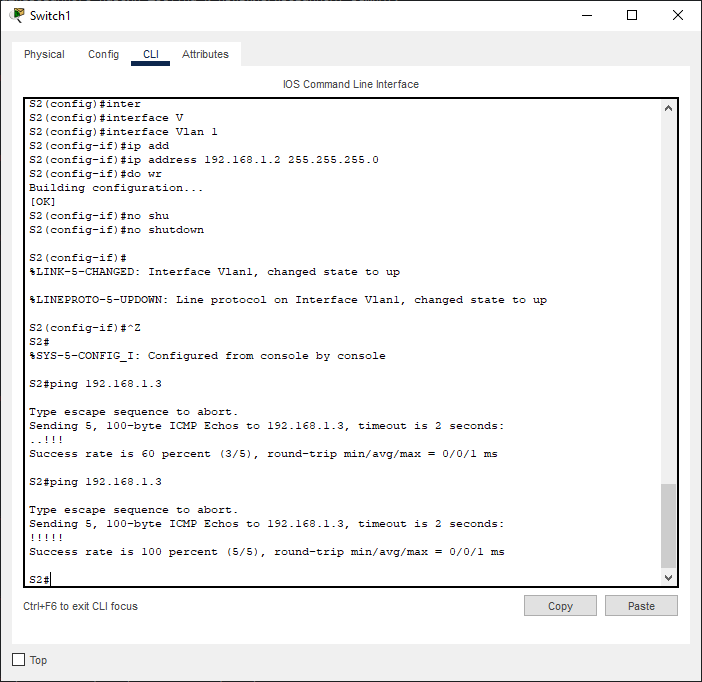 Switch1
Physical Config CLI Attributes
IOS Command Line Interface
S2(config)#inter
S2(config)#interface V
S2(config)#interface Vlan 1
S2(config-if)#ip add
S2(config-if)#ip address 192.168.1.2 255.255.255.0
S2(config-if)#do wr
Building configuration...
[OK]
S2(config-if)#no shu
S2(config-if)#no shutdown
S2(config-if)#
%LINK-5-CHANGED: Interface Vlan1, changed state to up
%LINEPROTO-5-UPDOWN: Line protocol on Interface Vlan1, changed state to up
S2(config-if)#^Z
S2#
%SYS-5-CONFIG_I: Configured from console by console
S2#ping 192.168.1.3
Type escape sequence to abort.
Sending 5, 100-byte ICMP Echos to 192.168.1.3, timeout is 2 seconds:
..!!!
Success rate is 60 percent (3/5), round-trip min/avg/max = 0/0/1 ms
S2#ping 192.168.1.3
Type escape sequence to abort.
Sending 5, 100-byte ICMP Echos to 192.168.1.3, timeout is 2 seconds:
!!!!!
Success rate is 100 percent (5/5), round-trip min/avg/max = 0/0/1 ms
S2#
Ctrl+F6 to exit CLI focus
Copy Paste
Top